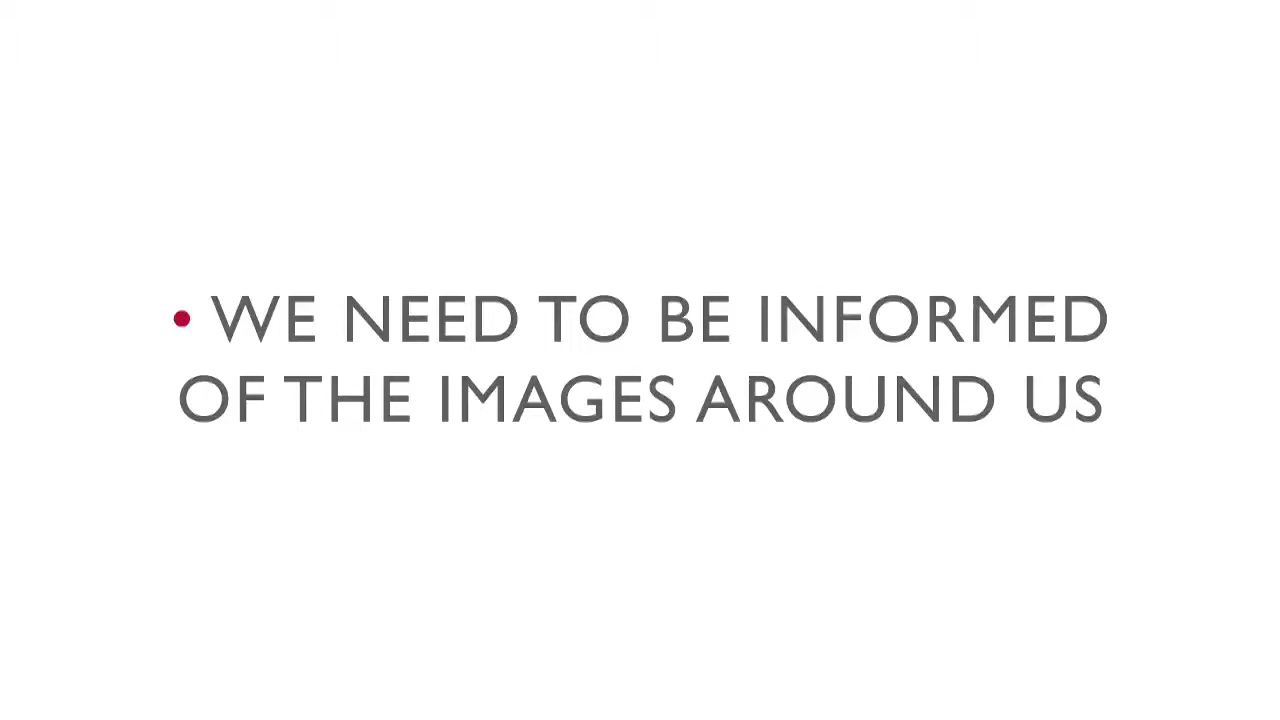 • WE NEED TO BE INFORMED
OF THE IMAGES AROUND US